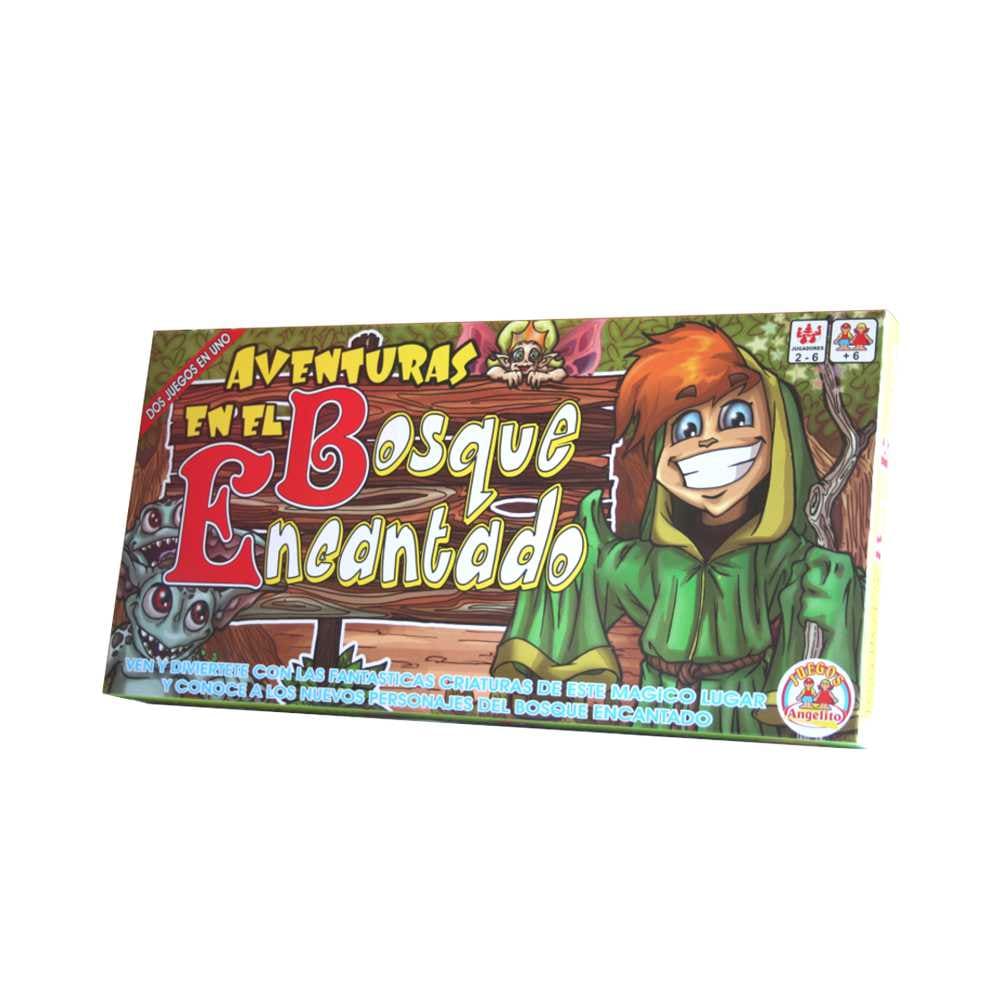 DOS JUEGOS EN UNO
AVENTURAS
EN EL Bosque
Encantado
JUGADORES
2 - 6
+ 6
VEN Y DIVIERTETE CON LAS FANTASTICAS CRIATURAS DE ESTE MAGICO LUGAR
Y CONOCE A LOS NUEVOS PERSONAJES DEL BOSQUE ENCANTADO
JUEGOS
Angelito